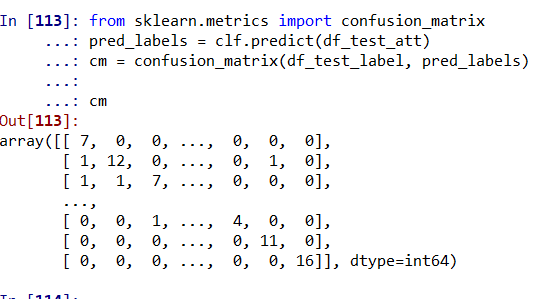 In [113]: from sklearn.metrics import confusion_matrix
     ...: pred_labels = clf.predict(df_test_att)
     ...: cm = confusion_matrix(df_test_label, pred_labels)
     ...:
     ...: cm
Out[113]:
array([[ 7,  0,  0, ...,  0,  0,  0],
       [ 1, 12,  0, ...,  0,  1,  0],
       [ 1,  1,  7, ...,  0,  0,  0],
       ...,
       [ 0,  0,  1, ...,  4,  0,  0],
       [ 0,  0,  0, ...,  0, 11,  0],
       [ 0,  0,  0, ...,  0,  0, 16]], dtype=int64)
In [114]: